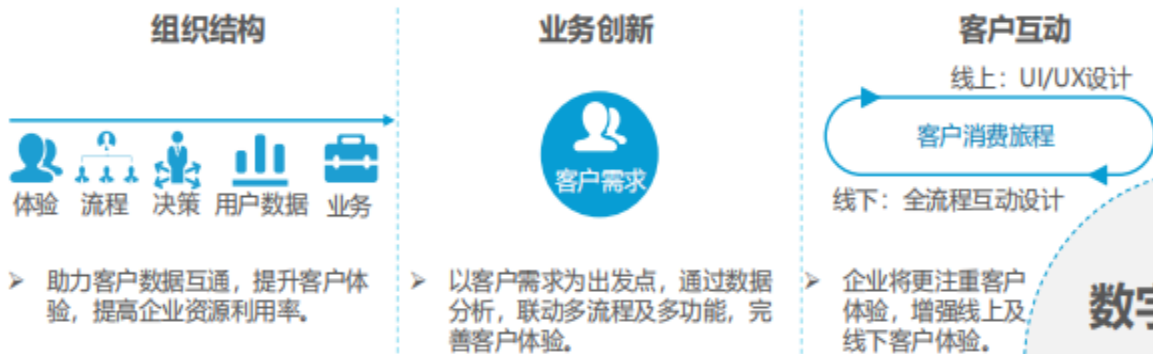 组织结构
体验 流程 决策 用户数据 业务
➢ 助力客户数据互通，提升客户体
验，提高企业资源利用率。
业务创新
客户需求
➢ 以客户需求为出发点，通过数据
分析，联动多流程及多功能，完
善客户体验。
客户互动
线上：UI/UX设计
客户消费旅程
线下：全流程互动设计
➢ 企业将更注重客户
体验，增强线上及
线下客户体验。
数